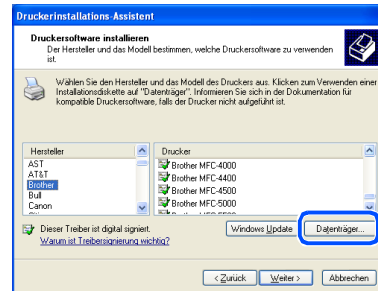 Druckerinstallations-Assistent
Druckersoftware installieren
Der Hersteller und das Modell bestimmen, welche Druckersoftware zu verwenden
ist.
Wählen Sie den Hersteller und das Modell des Druckers aus. Klicken zum Verwenden einer
Installationsdiskette auf "Datenträger". Informieren Sie sich in der Dokumentation für
kompatible Druckersoftware, falls der Drucker nicht aufgeführt ist.
Hersteller
AST
AT&T
Brother
Bull
Canon
Drucker
Brother MFC-4000
Brother MFC-4400
Brother MFC-4500
Brother MFC-5000
Dieser Treiber ist digital signiert.
Warum ist Treibersignierung wichtig?
Windows Update
Datenträger...
< Zurück
Weiter >
Abbrechen